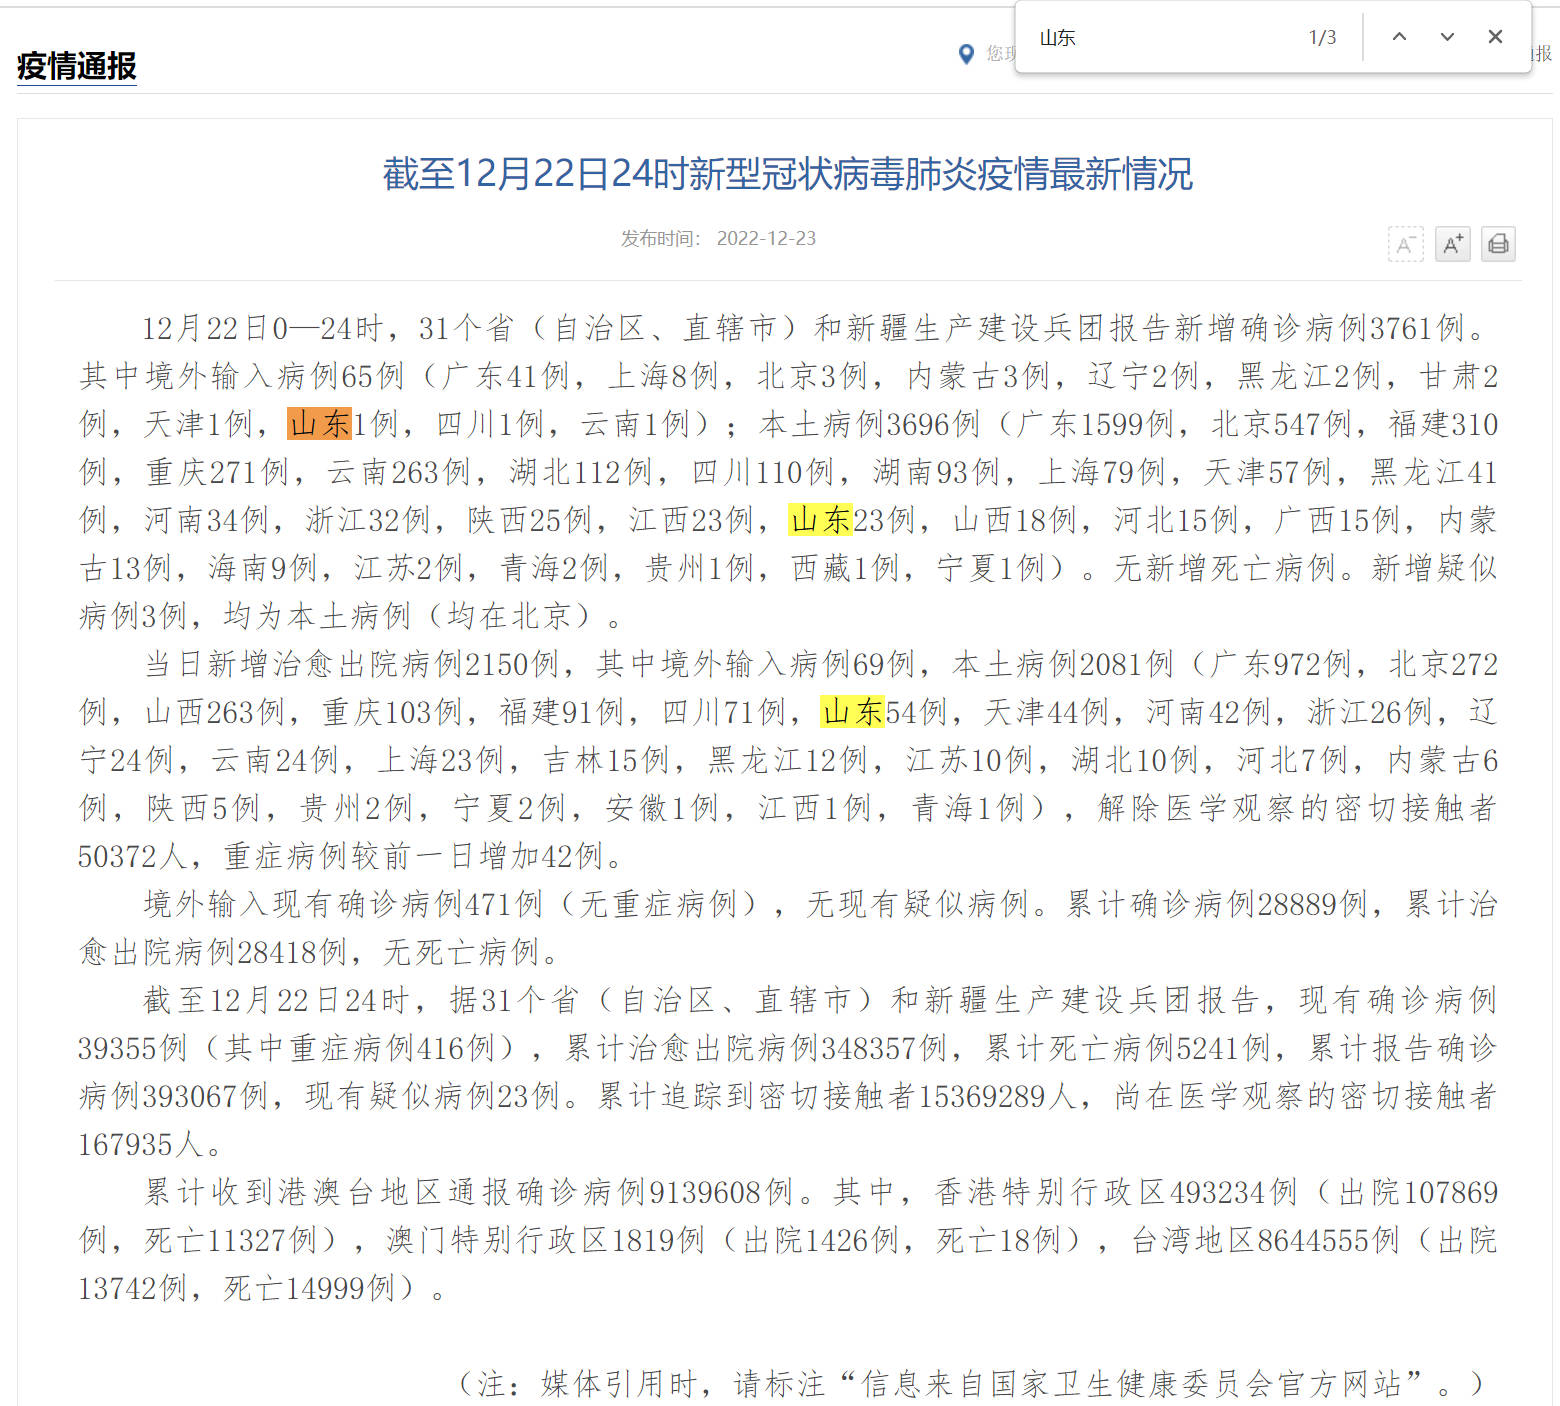 山东 1/3
疫情通报
您现
报
截至12月22日24时新型冠状病毒肺炎疫情最新情况
发布时间： 2022-12-23
A⁻ A⁺
12月22日0—24时，31个省（自治区、直辖市）和新疆生产建设兵团报告新增确诊病例3761例。
其中境外输入病例65例（广东41例，上海8例，北京3例，内蒙古3例，辽宁2例，黑龙江2例，甘肃2
例，天津1例，山东1例，四川1例，云南1例）；本土病例3696例（广东1599例，北京547例，福建310
例，重庆271例，云南263例，湖北112例，四川110例，湖南93例，上海79例，天津57例，黑龙江41
例，河南34例，浙江32例，陕西25例，江西23例，山东23例，山西18例，河北15例，广西15例，内蒙
古13例，海南9例，江苏2例，青海2例，贵州1例，西藏1例，宁夏1例）。无新增死亡病例。新增疑似
病例3例，均为本土病例（均在北京）。
当日新增治愈出院病例2150例，其中境外输入病例69例，本土病例2081例（广东972例，北京272
例，山西263例，重庆103例，福建91例，四川71例，山东54例，天津44例，河南42例，浙江26例，辽
宁24例，云南24例，上海23例，吉林15例，黑龙江12例，江苏10例，湖北10例，河北7例，内蒙古6
例，陕西5例，贵州2例，宁夏2例，安徽1例，江西1例，青海1例），解除医学观察的密切接触者
50372人，重症病例较前一日增加42例。
境外输入现有确诊病例471例（无重症病例），无现有疑似病例。累计确诊病例28889例，累计治
愈出院病例28418例，无死亡病例。
截至12月22日24时，据31个省（自治区、直辖市）和新疆生产建设兵团报告，现有确诊病例
39355例（其中重症病例416例），累计治愈出院病例348357例，累计死亡病例5241例，累计报告确诊
病例393067例，现有疑似病例23例。累计追踪到密切接触者15369289人，尚在医学观察的密切接触者
167935人。
累计收到港澳台地区通报确诊病例9139608例。其中，香港特别行政区493234例（出院107869
例，死亡11327例），澳门特别行政区1819例（出院1426例，死亡18例），台湾地区8644555例（出院
13742例，死亡14999例）。
（注：媒体引用时，请标注“信息来自国家卫生健康委员会官方网站”。）